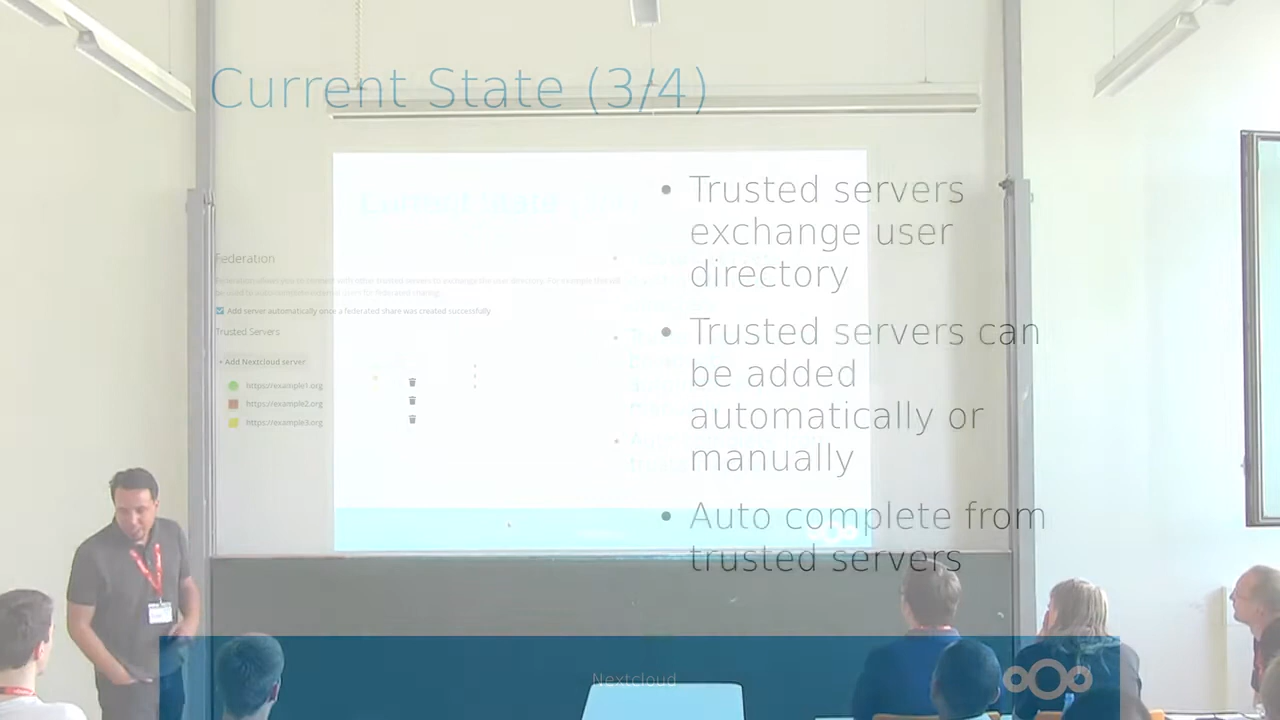 Current State (3/4)
Trusted servers
exchange user
directory
Trusted servers can
be added
automatically or
manually
Auto complete from
trusted servers
Federation
Add server automatically once a federated share was created successfully
Trusted Servers
+ Add Nextcloud server
https://example1.org
https://example2.org
https://example3.org
Nextcloud